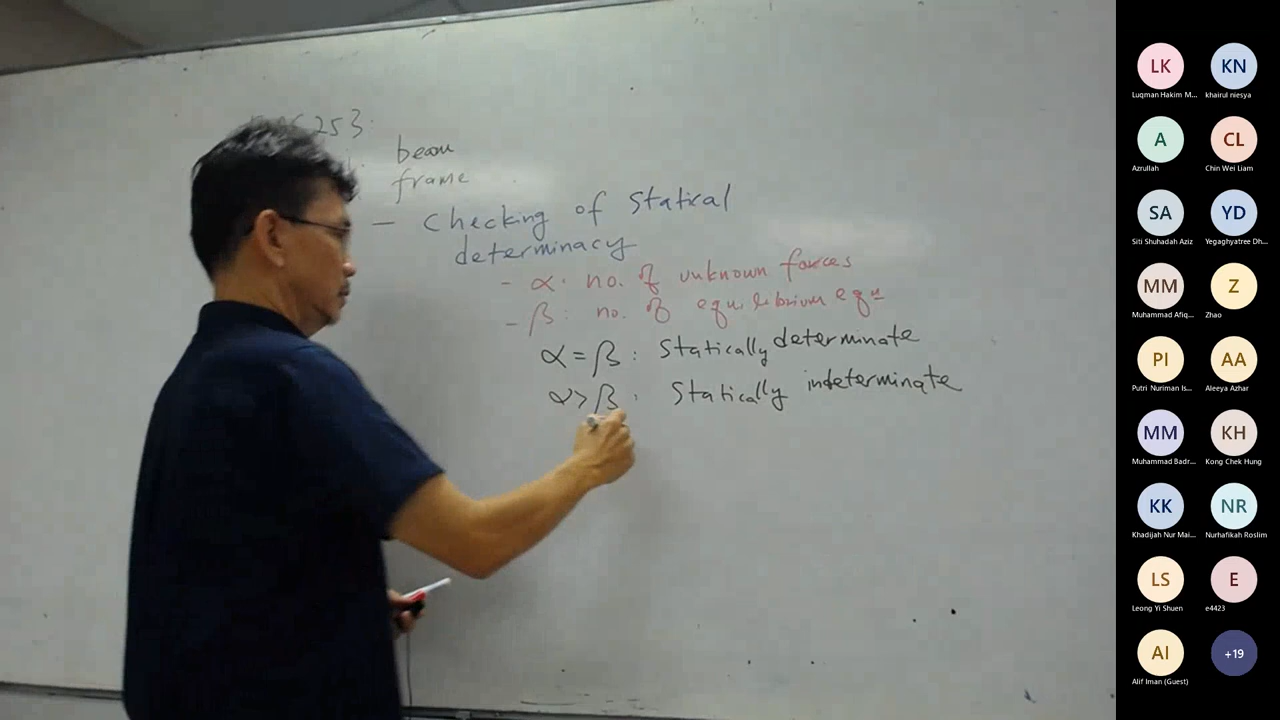 253:
beam
frame
- Checking of Statical
determinacy
- α: no. of unknown forces
- β: no. of equilibrium eqn
α = β : Statically determinate
α > β : Statically indeterminate
LK
KN
Luqman Hakim M...
khairul niesya
A
CL
Azrullah
Chin Wei Liam
SA
YD
Siti Shuhadah Aziz
Yegaghyatree Dh...
MM
Z
Muhammad Afiq...
Zhao
PI
AA
Putri Nuriman Is...
Aleeya Azhar
MM
KH
Muhammad Badr...
Kong Chek Hung
KK
NR
Khadijah Nur Mai...
Nurhafikah Roslim
LS
E
Leong Yi Shuen
e4423
AI
+19
Alif Iman (Guest)